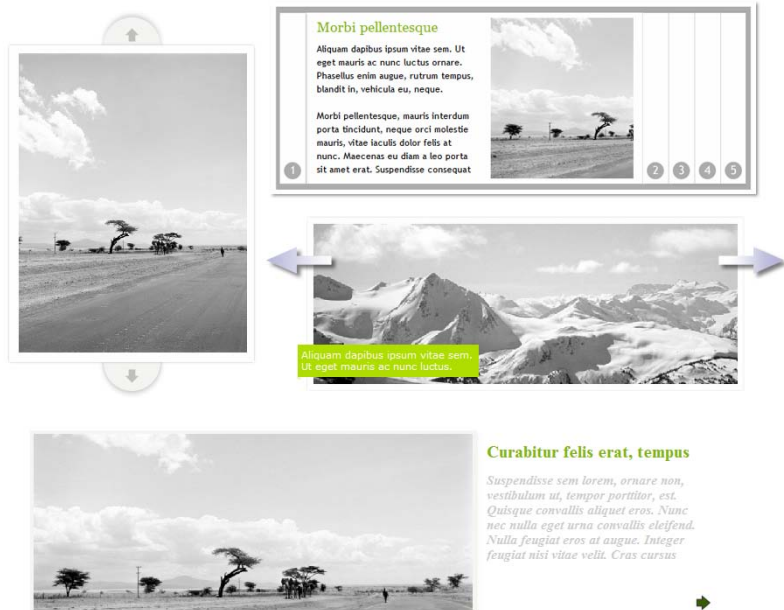 Morbi pellentesque
Aliquam dapibus ipsum vitae sem. Ut
eget mauris ac nunc luctus ornare.
Phasellus enim augue, rutrum tempus,
blandit in, vehicula eu, neque.
Morbi pellentesque, mauris interdum
porta tincidunt, neque orci molestie
mauris, vitae iaculis dolor felis at
nunc. Maecenas eu diam a leo porta
sit amet erat. Suspendisse consequat
1 2 3 4 5
Aliquam dapibus ipsum vitae sem.
Ut eget mauris ac nunc luctus.
Curabitur felis erat, tempus
Suspendisse sem lorem, ornare non,
vestibulum ut, tempor porttitor, est.
Quisque convallis aliquet eros. Nunc
nec nulla eget urna convallis eleifend.
Nulla feugiat eros at augue. Integer
feugiat nisi vitae velit. Cras cursus